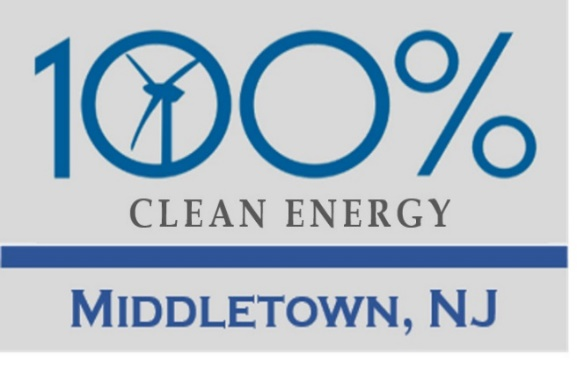 100%
CLEAN ENERGY
MIDDLETOWN, NJ